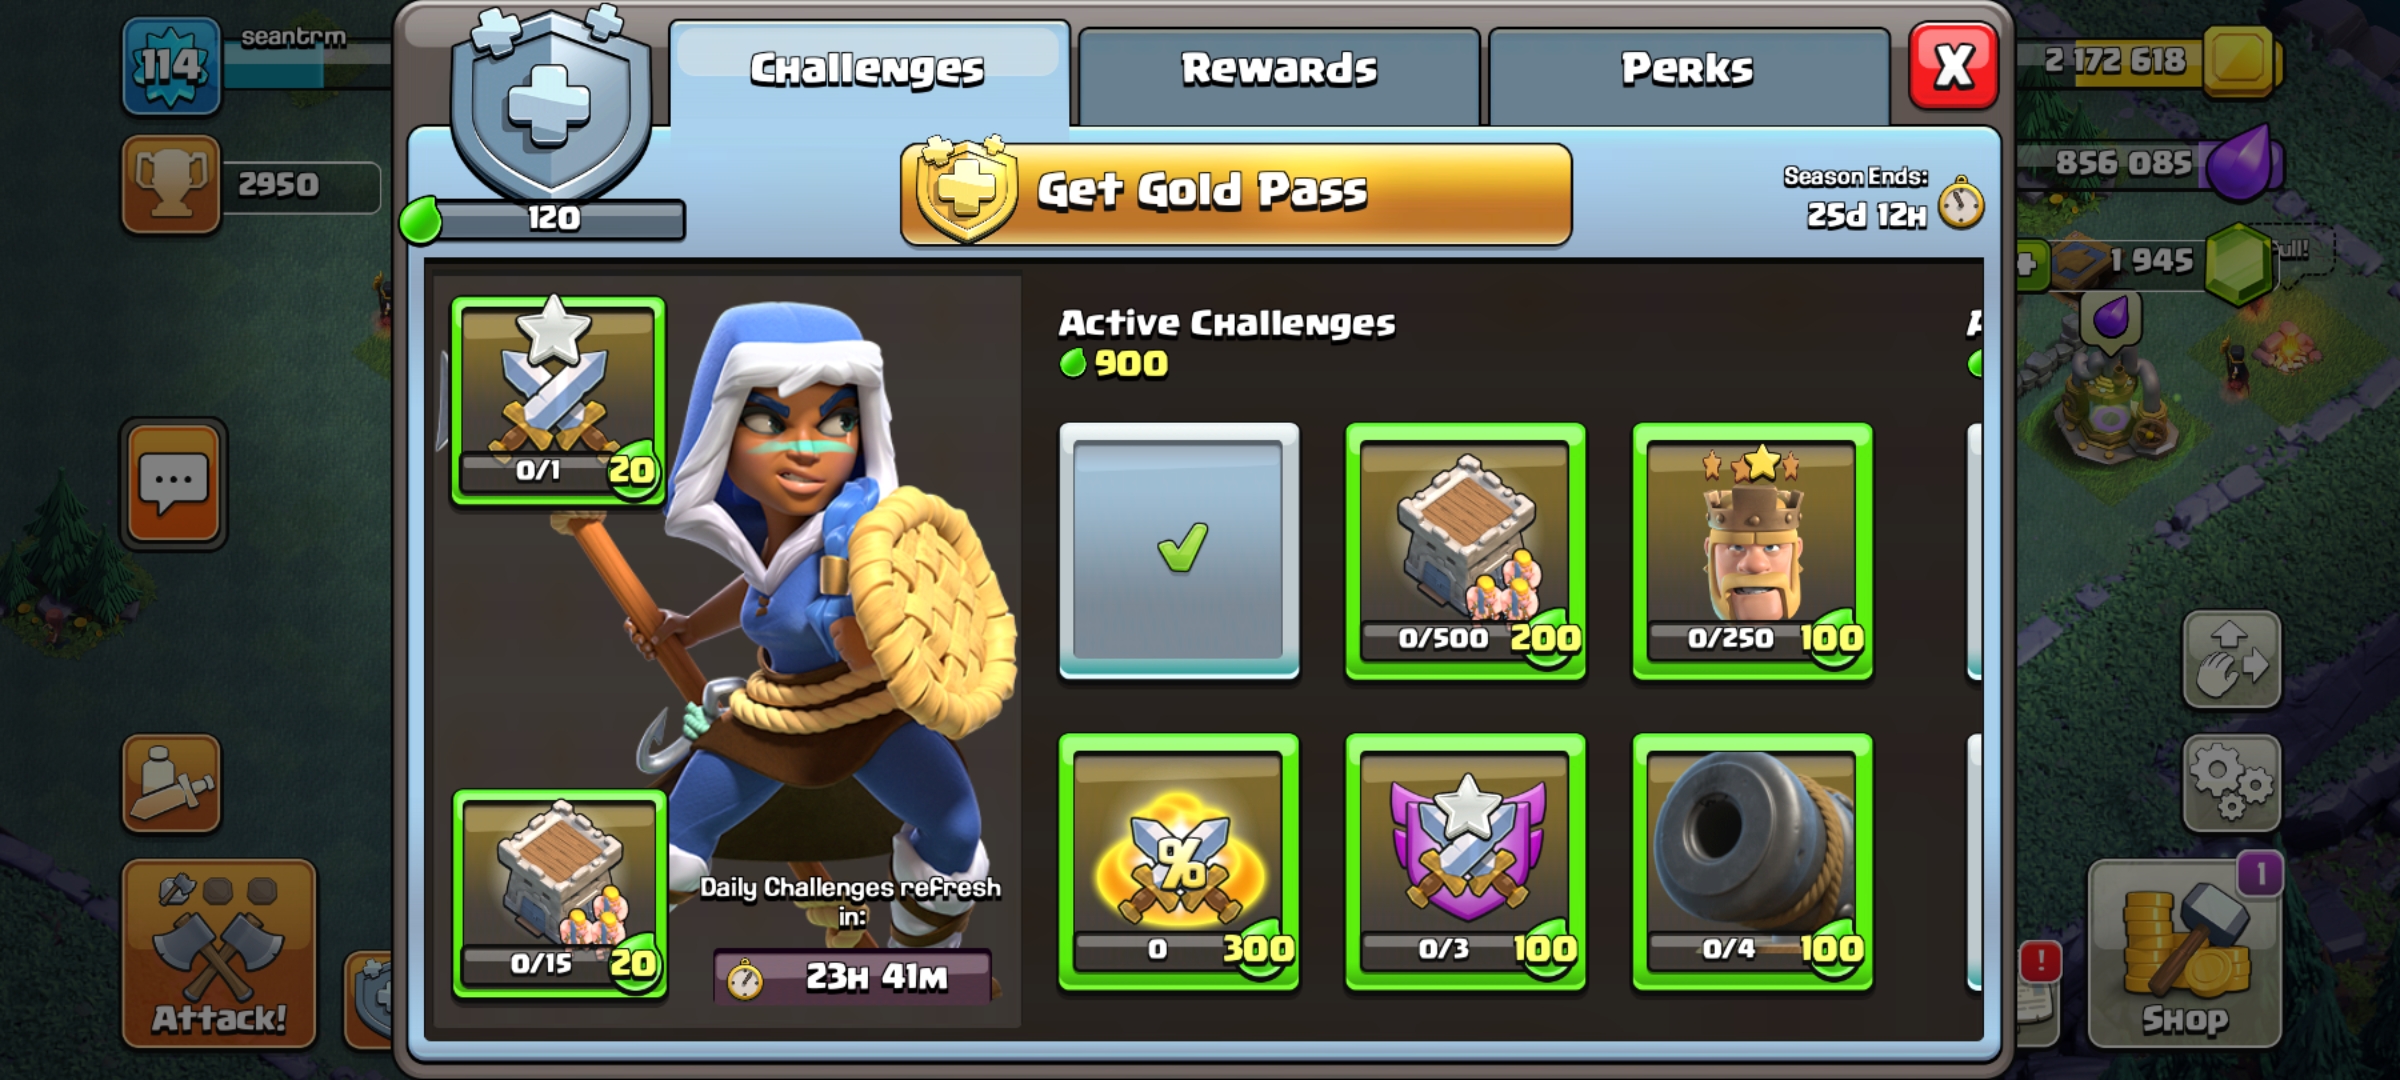 114
seantrm
2950
Challenges
Rewards
Perks
X
120
Get Gold Pass
Season Ends:
25d 12H
2 172 618
856 085
1 945
ull!
0/1
20
0/15
20
Daily Challenges refresh
in:
23H 41M
Active Challenges
900
0/500
200
0/250
100
%
0
300
0/3
100
0/4
100
Attack!
!
1
Shop